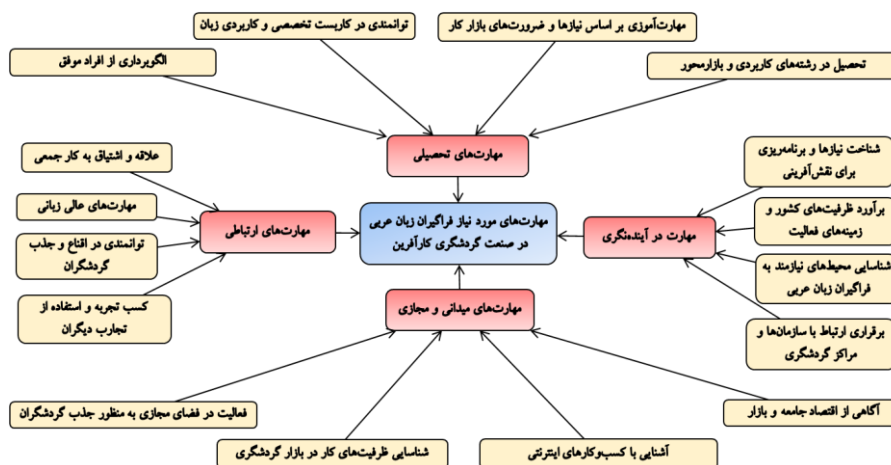 مهارت‌آموزی بر اساس نیازها و ضرورت‌های بازار کار
توانمندی در کاربست تخصصی و کاربردی زبان
تحصیل در رشته‌های کاربردی و بازارمحور
الگوبرداری از افراد موفق
مهارت‌های تحصیلی
شناخت نیازها و برنامه‌ریزی
برای نقش‌آفرینی
برآورد ظرفیت‌های کشور و
زمینه‌های فعالیت
شناسایی محیط‌های نیازمند به
فراگیران زبان عربی
برقراری ارتباط با سازمان‌ها و
مراکز گردشگری
مهارت در آینده‌نگری
مهارت‌های مورد نیاز فراگیران زبان عربی
در صنعت گردشگری کارآفرین
مهارت‌های ارتباطی
علاقه و اشتیاق به کار جمعی
مهارت‌های عالی زبانی
توانمندی در اقناع و جذب
گردشگران
کسب تجربه و استفاده از
تجارب دیگران
مهارت‌های میدانی و مجازی
آگاهی از اقتصاد جامعه و بازار
فعالیت در فضای مجازی به منظور جذب گردشگران
آشنایی با کسب‌وکارهای اینترنتی
شناسایی ظرفیت‌های کار در بازار گردشگری